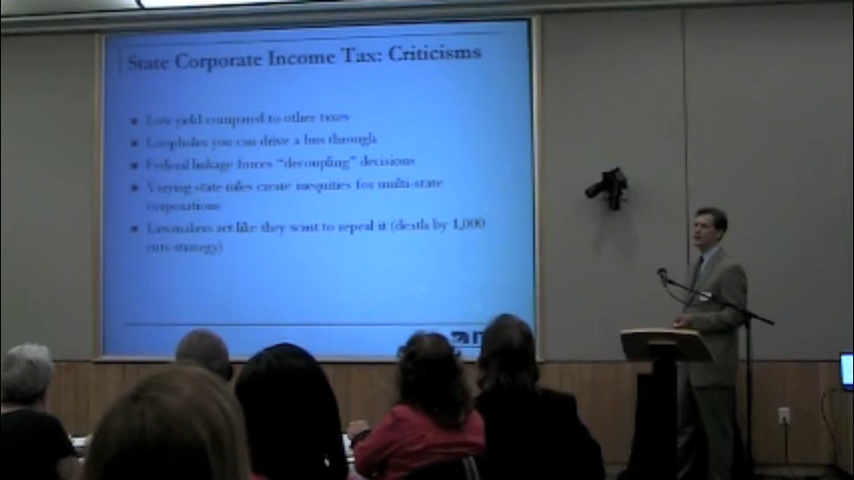 State Corporate Income Tax: Criticisms
Low yield compared to other taxes
Loopholes you can drive a bus through
Federal linkage forces "decoupling" decisions
Varying state rules create inequities for multi-state
corporations
Lawmakers act like they want to repeal it (death by 1,000
cuts strategy)